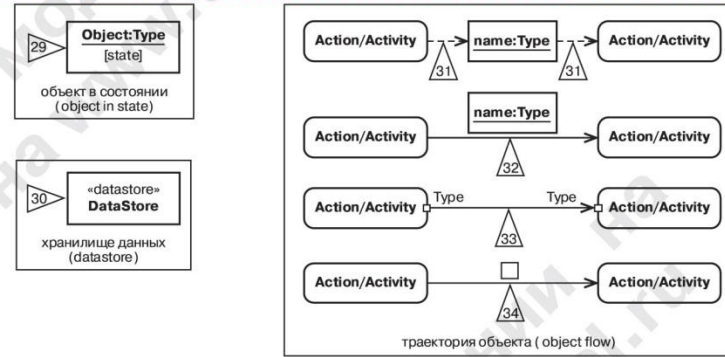 29
Object:Type
[state]
объект в состоянии
(object in state)
30
«datastore»
DataStore
хранилище данных
(datastore)
Action/Activity
name:Type
Action/Activity
31
31
name:Type
Action/Activity
Action/Activity
32
Action/Activity
Type
Type
Action/Activity
33
Action/Activity
Action/Activity
34
траектория объекта ( object flow)